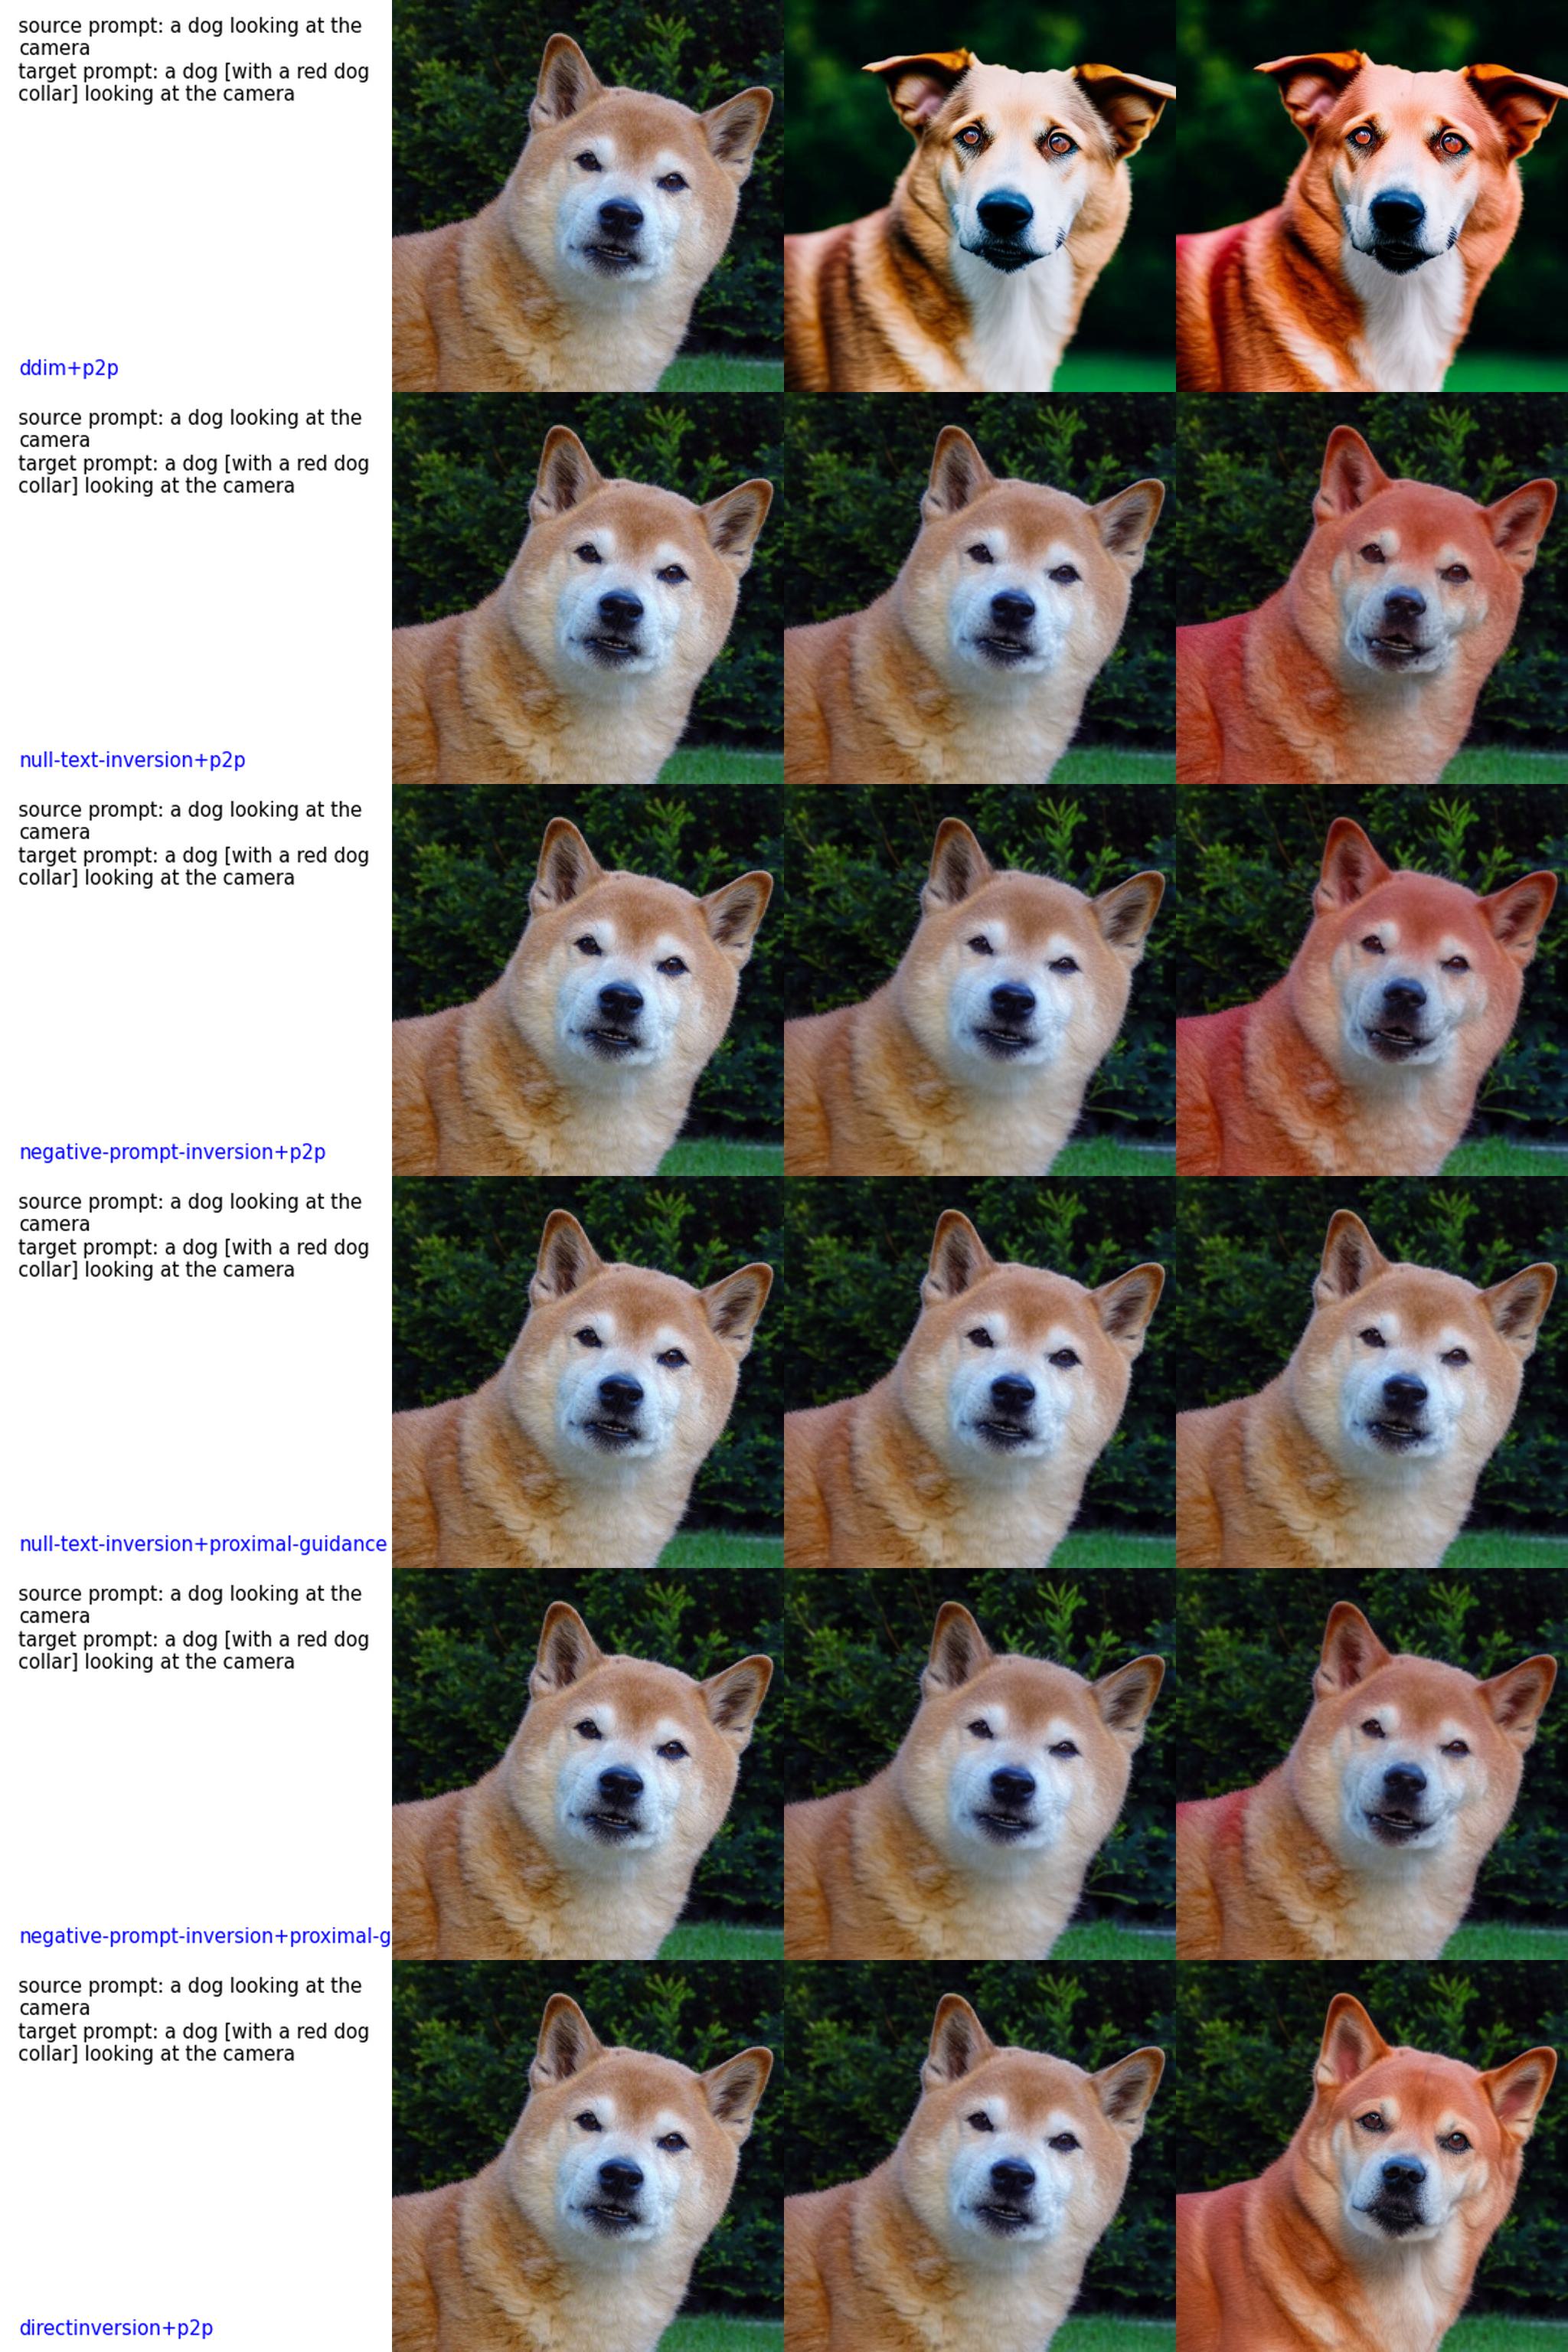 source prompt: a dog looking at the
camera
target prompt: a dog [with a red dog
collar] looking at the camera
ddim+p2p
source prompt: a dog looking at the
camera
target prompt: a dog [with a red dog
collar] looking at the camera
null-text-inversion+p2p
source prompt: a dog looking at the
camera
target prompt: a dog [with a red dog
collar] looking at the camera
negative-prompt-inversion+p2p
source prompt: a dog looking at the
camera
target prompt: a dog [with a red dog
collar] looking at the camera
null-text-inversion+proximal-guidance
source prompt: a dog looking at the
camera
target prompt: a dog [with a red dog
collar] looking at the camera
negative-prompt-inversion+proximal-g
source prompt: a dog looking at the
camera
target prompt: a dog [with a red dog
collar] looking at the camera
directinversion+p2p